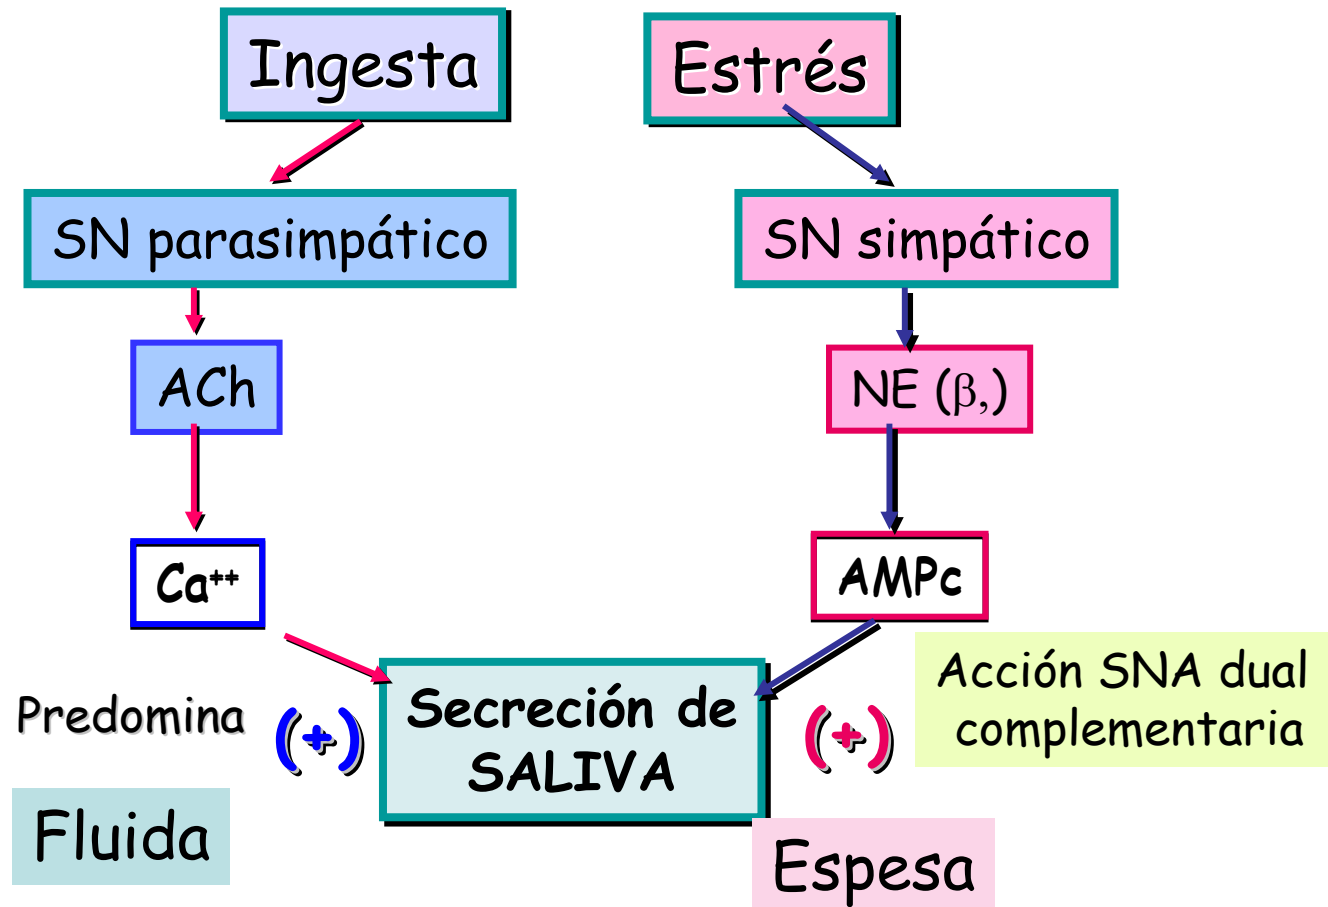 Ingesta
Estrés
SN parasimpático
SN simpático
ACh
NE (β,)
Ca⁺⁺
AMPc
Predomina
(+)
Secreción de
SALIVA
(+)
Acción SNA dual
complementaria
Fluida
Espesa